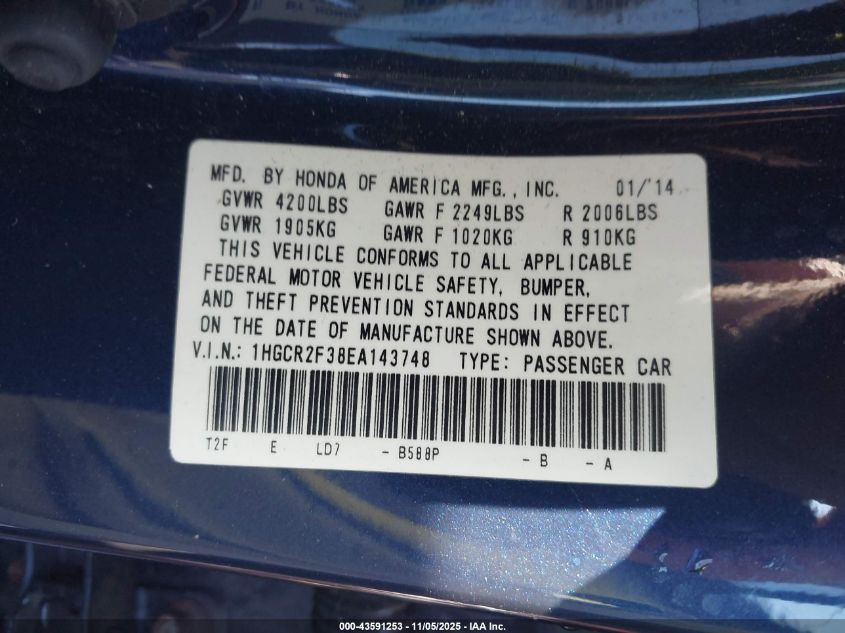 MFD. BY HONDA OF AMERICA MFG., INC. 01/'14
GVWR 4200LBS GAWR F 2249LBS R 2006LBS
GVWR 1905KG GAWR F 1020KG R 910KG
THIS VEHICLE CONFORMS TO ALL APPLICABLE
FEDERAL MOTOR VEHICLE SAFETY, BUMPER,
AND THEFT PREVENTION STANDARDS IN EFFECT
ON THE DATE OF MANUFACTURE SHOWN ABOVE.
V.I.N.: 1HGCR2F38EA143748 TYPE: PASSENGER CAR
T2F E LD7 - B588P - B - A
000-43591253 - 11/05/2025 - IAA Inc.